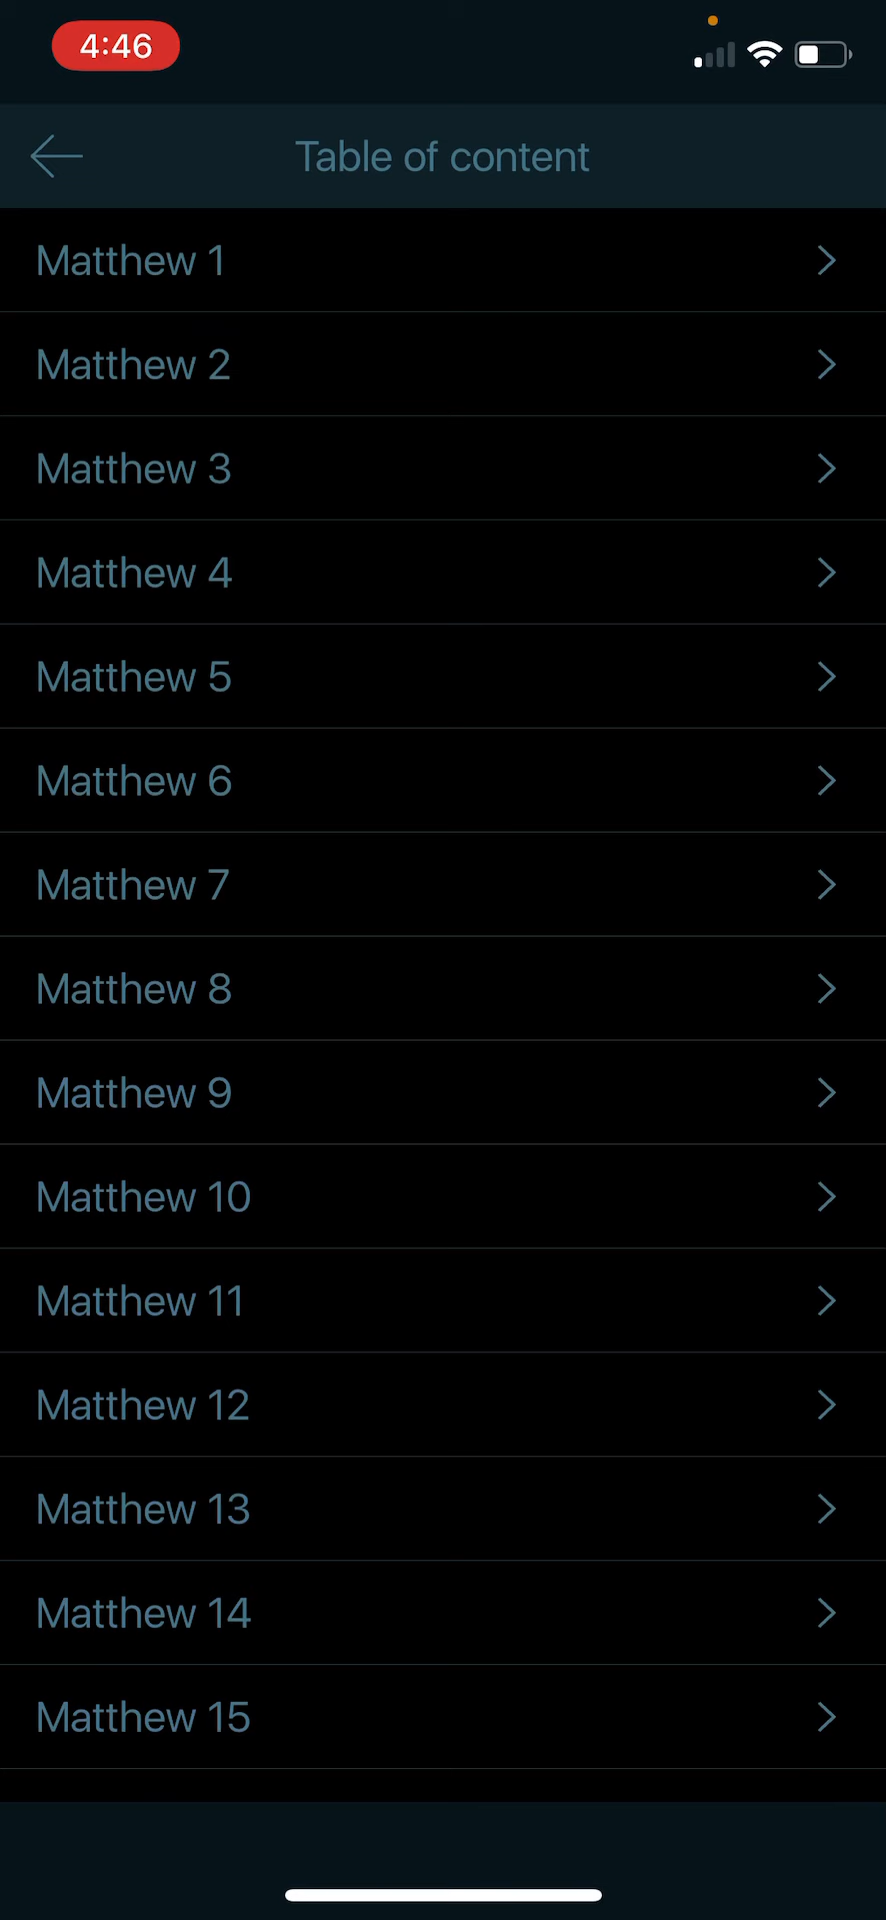 4:46
Table of content
Matthew 1
Matthew 2
Matthew 3
Matthew 4
Matthew 5
Matthew 6
Matthew 7
Matthew 8
Matthew 9
Matthew 10
Matthew 11
Matthew 12
Matthew 13
Matthew 14
Matthew 15